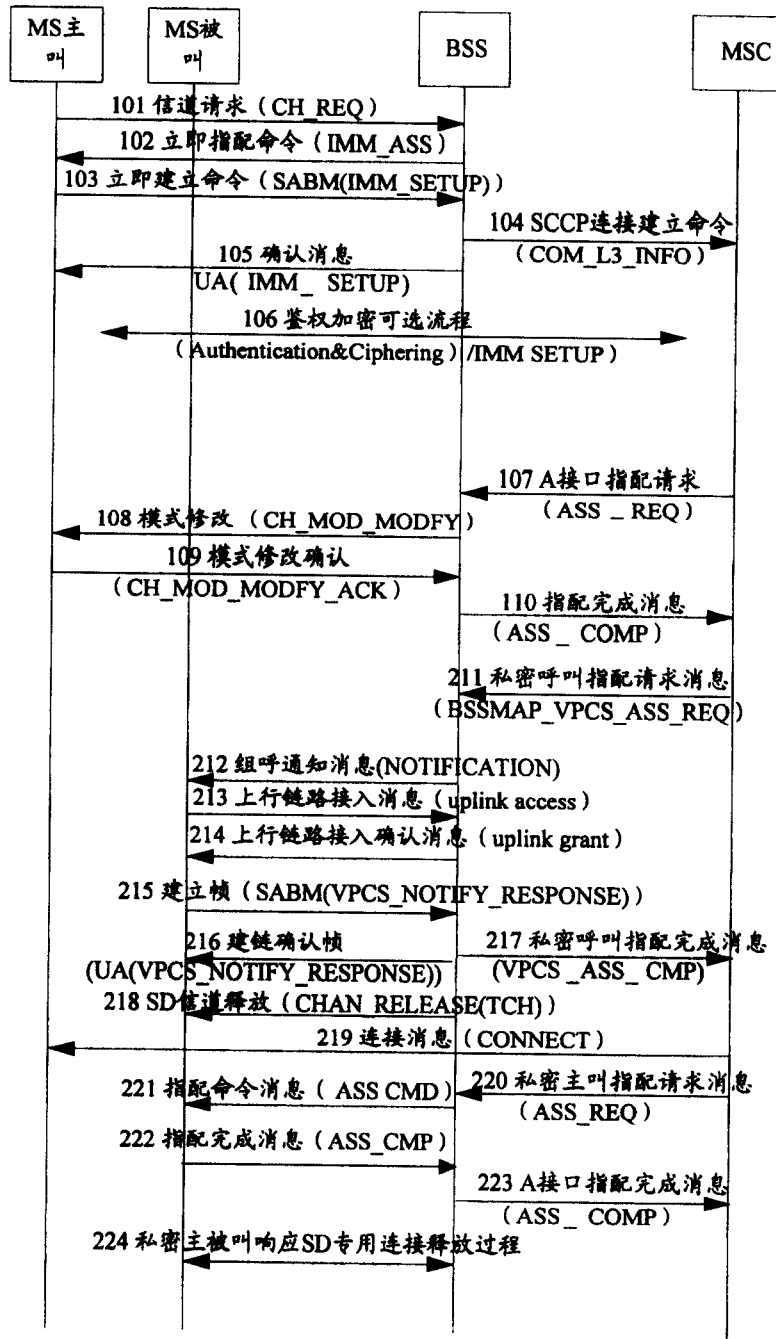 MS主
叫
MS被
叫
BSS
MSC
101 信道请求（CH_REQ）
102 立即指配命令（IMM_ASS）
103 立即建立命令（SABM(IMM_SETUP)）
104 SCCP连接建立命令
（COM_L3_INFO）
105 确认消息
UA( IMM_ SETUP)
106 鉴权加密可选流程
（Authentication&Ciphering）/IMM SETUP）
107 A接口指配请求
（ASS _ REQ）
108 模式修改 （CH_MOD_MODFY）
109 模式修改确认
（CH_MOD_MODFY_ACK）
110 指配完成消息
（ASS _ COMP）
211 私密呼叫指配请求消息
（BSSMAP_VPCS_ASS_REQ）
212 组呼通知消息(NOTIFICATION)
213 上行链路接入消息（uplink access）
214 上行链路接入确认消息（uplink grant）
215 建立帧（SABM(VPCS_NOTIFY_RESPONSE)）
216 建链确认帧
(UA(VPCS_NOTIFY_RESPONSE))
217 私密呼叫指配完成消息
(VPCS _ASS_ CMP)
218 SD信道释放（CHAN_RELEASE(TCH)）
219 连接消息（CONNECT）
220 私密主叫指配请求消息
（ASS_REQ）
221 指配命令消息（ ASS CMD）
222 指配完成消息（ASS_CMP）
223 A接口指配完成消息
（ASS _ COMP）
224 私密主被叫响应SD专用连接释放过程